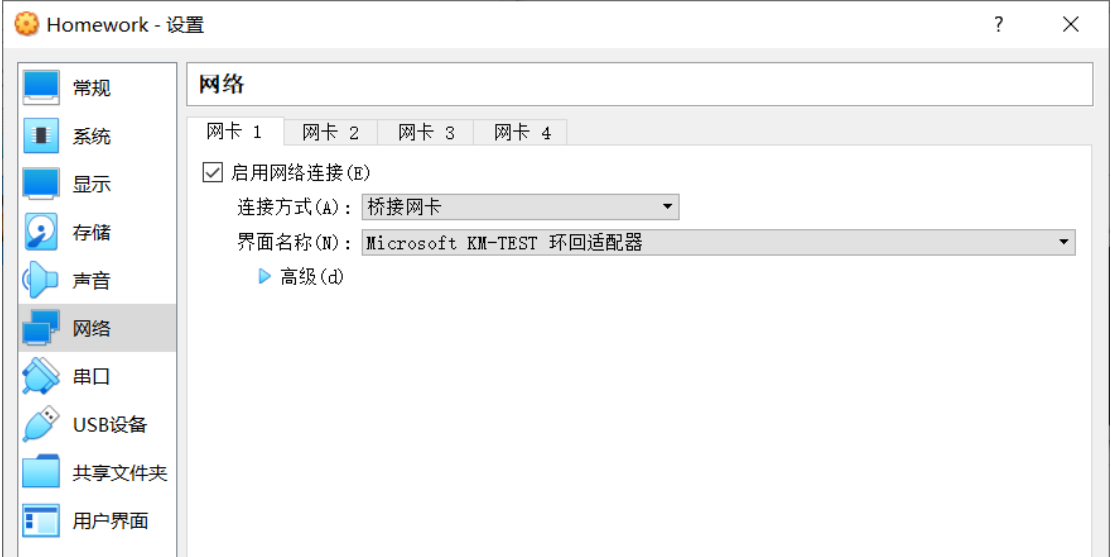 Homework - 设置
?
常规
系统
显示
存储
声音
网络
串口
USB设备
共享文件夹
用户界面
网络
网卡 1 网卡 2 网卡 3 网卡 4
启用网络连接(E)
连接方式(A): 桥接网卡
界面名称(N): Microsoft KM-TEST 环回适配器
高级(d)